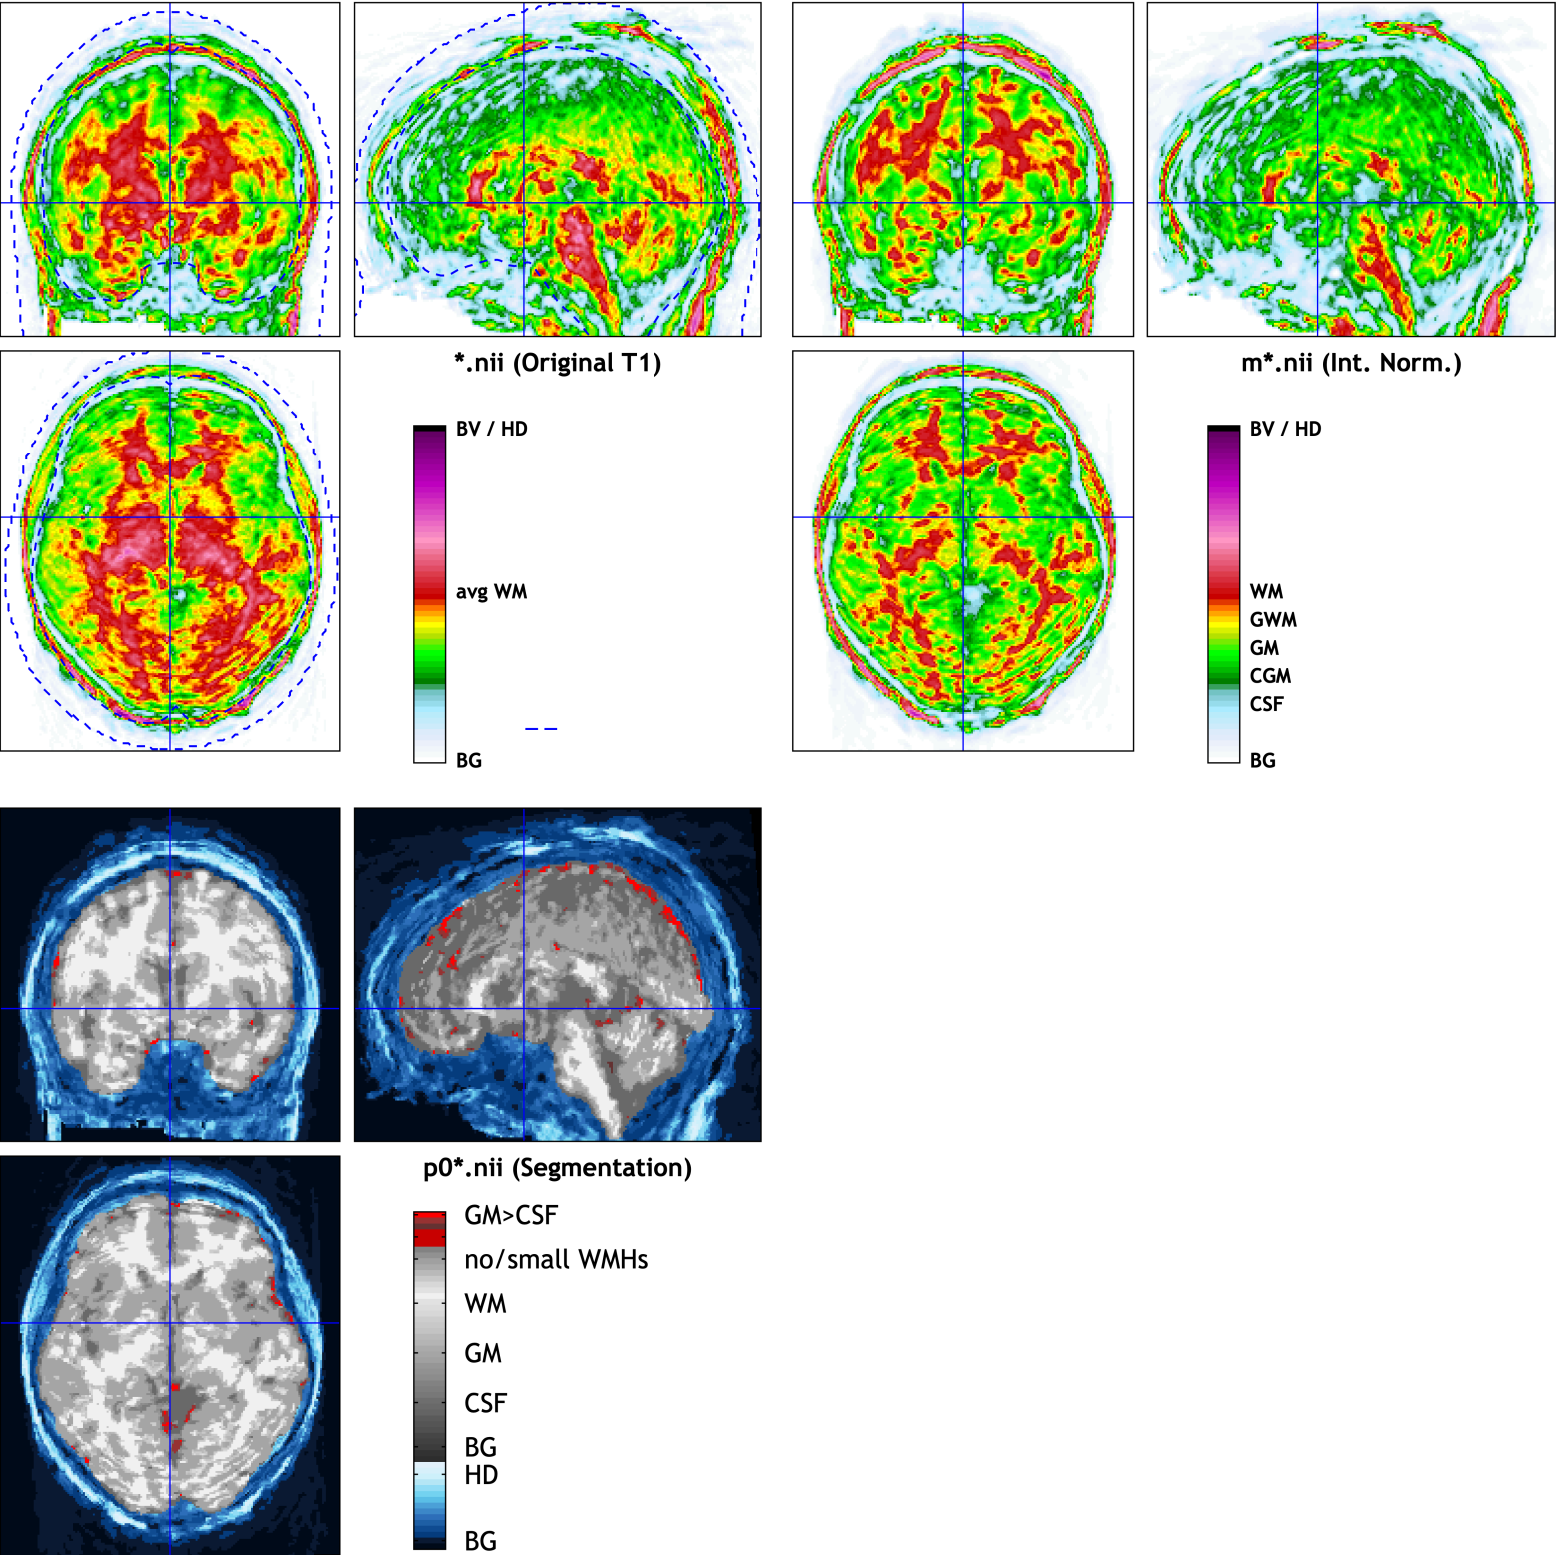 *.nii (Original T1)
BV / HD
avg WM
BG
m*.nii (Int. Norm.)
BV / HD
WM
GWM
GM
CGM
CSF
BG
p0*.nii (Segmentation)
GM>CSF
no/small WMHs
WM
GM
CSF
BG
HD
BG